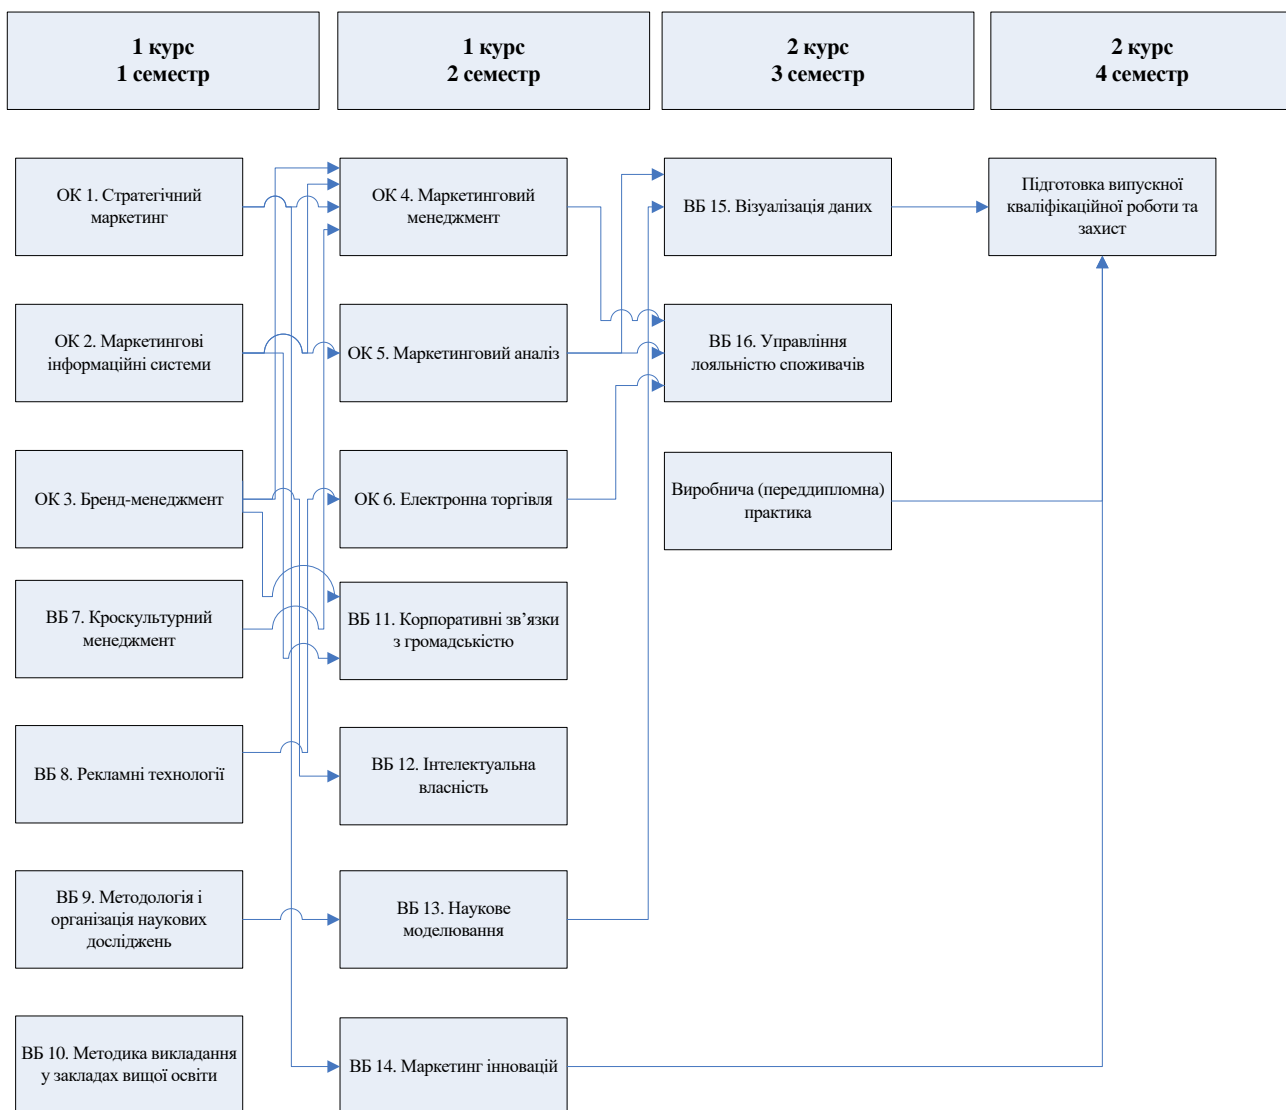 1 курс
1 семестр
1 курс
2 семестр
2 курс
3 семестр
2 курс
4 семестр
ОК 1. Стратегічний
маркетинг
ОК 4. Маркетинговий
менеджмент
ВБ 15. Візуалізація даних
Підготовка випускної
кваліфікаційної роботи та
захист
ОК 2. Маркетингові
інформаційні системи
ОК 5. Маркетинговий аналіз
ВБ 16. Управління
лояльністю споживачів
ОК 3. Бренд-менеджмент
ОК 6. Електронна торгівля
Виробнича (переддипломна)
практика
ВБ 7. Кроскультурний
менеджмент
ВБ 11. Корпоративні зв’язки
з громадськістю
ВБ 8. Рекламні технології
ВБ 12. Інтелектуальна
власність
ВБ 9. Методологія і
організація наукових
досліджень
ВБ 13. Наукове
моделювання
ВБ 10. Методика викладання
у закладах вищої освіти
ВБ 14. Маркетинг інновацій